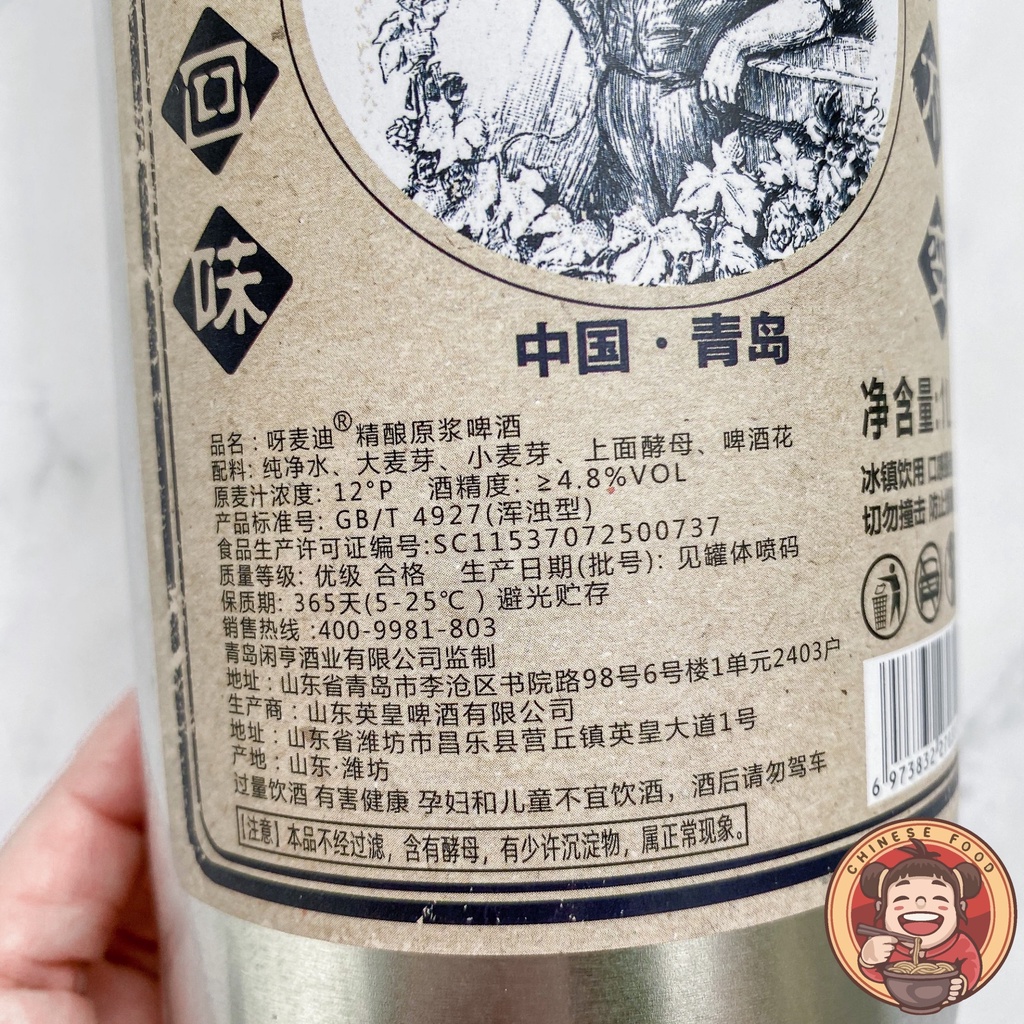 回
味
中国·青岛
品名：呀麦迪®精酿原浆啤酒
配料：纯净水、大麦芽、小麦芽、上面酵母、啤酒花
原麦汁浓度：12°P 酒精度：≥4.8%VOL
产品标准号：GB/T 4927(浑浊型)
食品生产许可证编号:SC11537072500737
质量等级：优级 合格 生产日期(批号)：见罐体喷码
保质期：365天(5-25℃) 避光贮存
销售热线:400-9981-803
青岛闲亨酒业有限公司监制
地址：山东省青岛市李沧区书院路98号6号楼1单元2403户
生产商：山东英皇啤酒有限公司
地址：山东省潍坊市昌乐县营丘镇英皇大道1号
产地：山东·潍坊
过量饮酒 有害健康 孕妇和儿童不宜饮酒，酒后请勿驾车
【注意】本品不经过滤，含有酵母，有少许沉淀物，属正常现象。
净含量:1
冰镇饮用 口感
切勿撞击 防止
6 973832
CHINESE FOOD